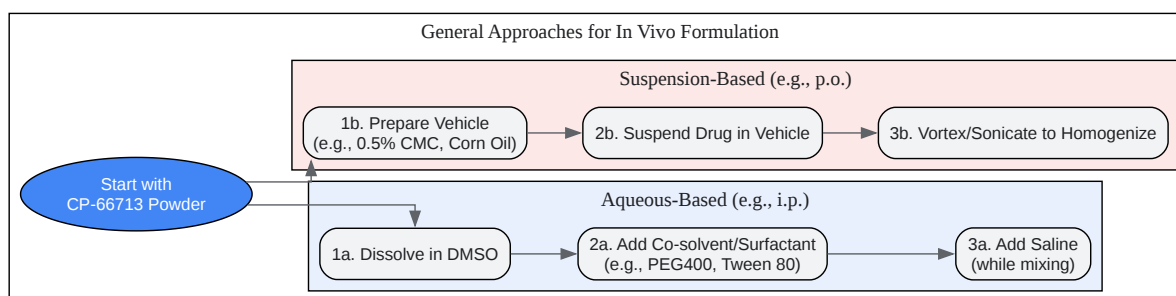 General Approaches for In Vivo Formulation
Suspension-Based (e.g., p.o.)
1b. Prepare Vehicle
(e.g., 0.5% CMC, Corn Oil)
2b. Suspend Drug in Vehicle
3b. Vortex/Sonicate to Homogenize
Start with
CP-66713 Powder
Aqueous-Based (e.g., i.p.)
1a. Dissolve in DMSO
2a. Add Co-solvent/Surfactant
(e.g., PEG400, Tween 80)
3a. Add Saline
(while mixing)